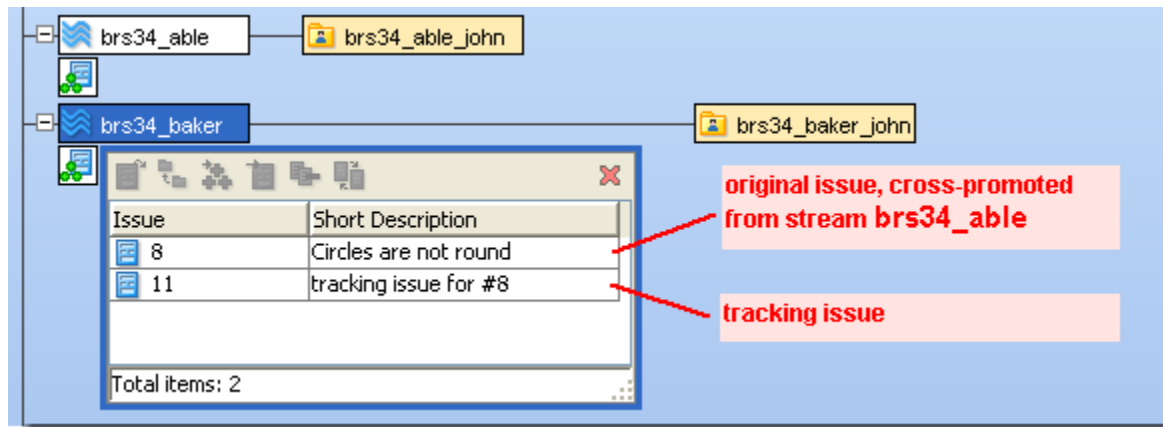 brs34_able
brs34_able_john
brs34_baker
brs34_baker_john
Issue Short Description
8 Circles are not round
11 tracking issue for #8
Total items: 2
original issue, cross-promoted
from stream brs34_able
tracking issue